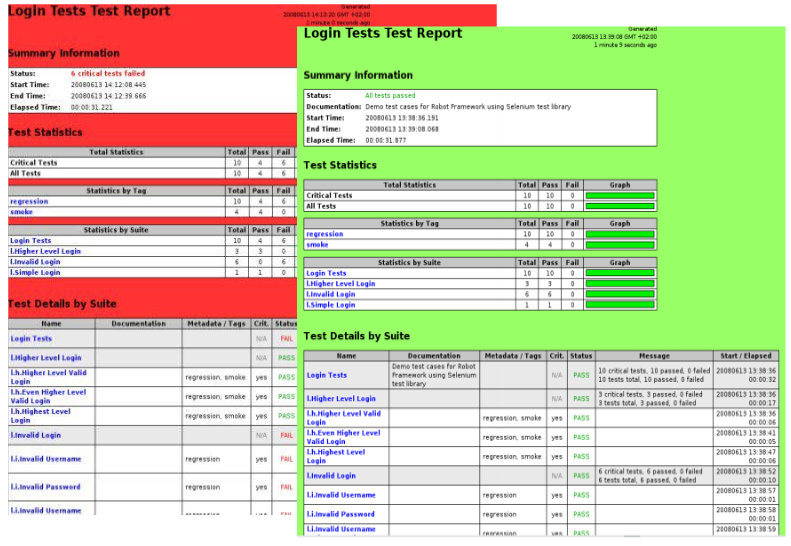 Login Tests Test Report
Generated
20080613 14:13:20 GMT +03:00
1 minute 0 seconds ago
Summary Information
Status: 6 critical tests failed
Start Time: 20080613 14:12:08.445
End Time: 20080613 14:12:39.666
Elapsed Time: 00:00:31.221
Test Statistics
Total Statistics Total Pass Fail
Critical Tests 10 4 6
All Tests 10 4 6
Statistics by Tag Total Pass Fail
regression 10 4 6
smoke 4 4 0
Statistics by Suite Total Pass Fail
Login Tests 10 4 6
l.Higher Level Login 3 3 0
l.Invalid Login 6 0 6
l.Simple Login 1 1 0
Test Details by Suite
Name Documentation Metadata / Tags Crit. Status
Login Tests N/A FAIL
l.Higher Level Login N/A PASS
l.h.Higher Level Valid
Login regression, smoke yes PASS
l.h.Even Higher Level
Valid Login regression, smoke yes PASS
l.h.Highest Level
Login regression, smoke yes PASS
l.Invalid Login N/A FAIL
l.i.Invalid Username regression yes FAIL
l.i.Invalid Password regression yes FAIL
l.i.Invalid Username
regression yes FAIL
Login Tests Test Report
Generated
20080613 13:39:08 GMT +02:00
1 minute 9 seconds ago
Summary Information
Status: All tests passed
Documentation: Demo test cases for Robot Framework using Selenium test library
Start Time: 20080613 13:38:36.191
End Time: 20080613 13:39:08.068
Elapsed Time: 00:00:31.877
Test Statistics
Total Statistics Total Pass Fail Graph
Critical Tests 10 10 0
All Tests 10 10 0
Statistics by Tag Total Pass Fail Graph
regression 10 10 0
smoke 4 4 0
Statistics by Suite Total Pass Fail Graph
Login Tests 10 10 0
l.Higher Level Login 3 3 0
l.Invalid Login 6 6 0
l.Simple Login 1 1 0
Test Details by Suite
Name Documentation Metadata / Tags Crit. Status Message Start / Elapsed
Demo test cases for Robot
Login Tests Framework using Selenium N/A PASS 10 critical tests, 10 passed, 0 failed 20080613 13:38:36
test library 10 tests total, 10 passed, 0 failed 00:00:32
l.Higher Level Login N/A PASS 3 critical tests, 3 passed, 0 failed 20080613 13:38:36
3 tests total, 3 passed, 0 failed 00:00:17
l.h.Higher Level Valid 20080613 13:38:36
Login regression, smoke yes PASS 00:00:06
l.h.Even Higher Level 20080613 13:38:41
Valid Login regression, smoke yes PASS 00:00:05
l.h.Highest Level 20080613 13:38:47
Login regression, smoke yes PASS 00:00:06
l.Invalid Login N/A PASS 6 critical tests, 6 passed, 0 failed 20080613 13:38:52
6 tests total, 6 passed, 0 failed 00:00:10
l.i.Invalid Username regression yes PASS 20080613 13:38:57
00:00:01
l.i.Invalid Password regression yes PASS 20080613 13:38:58
00:00:01
l.i.Invalid Username 20080613 13:38:59
regression yes PASS